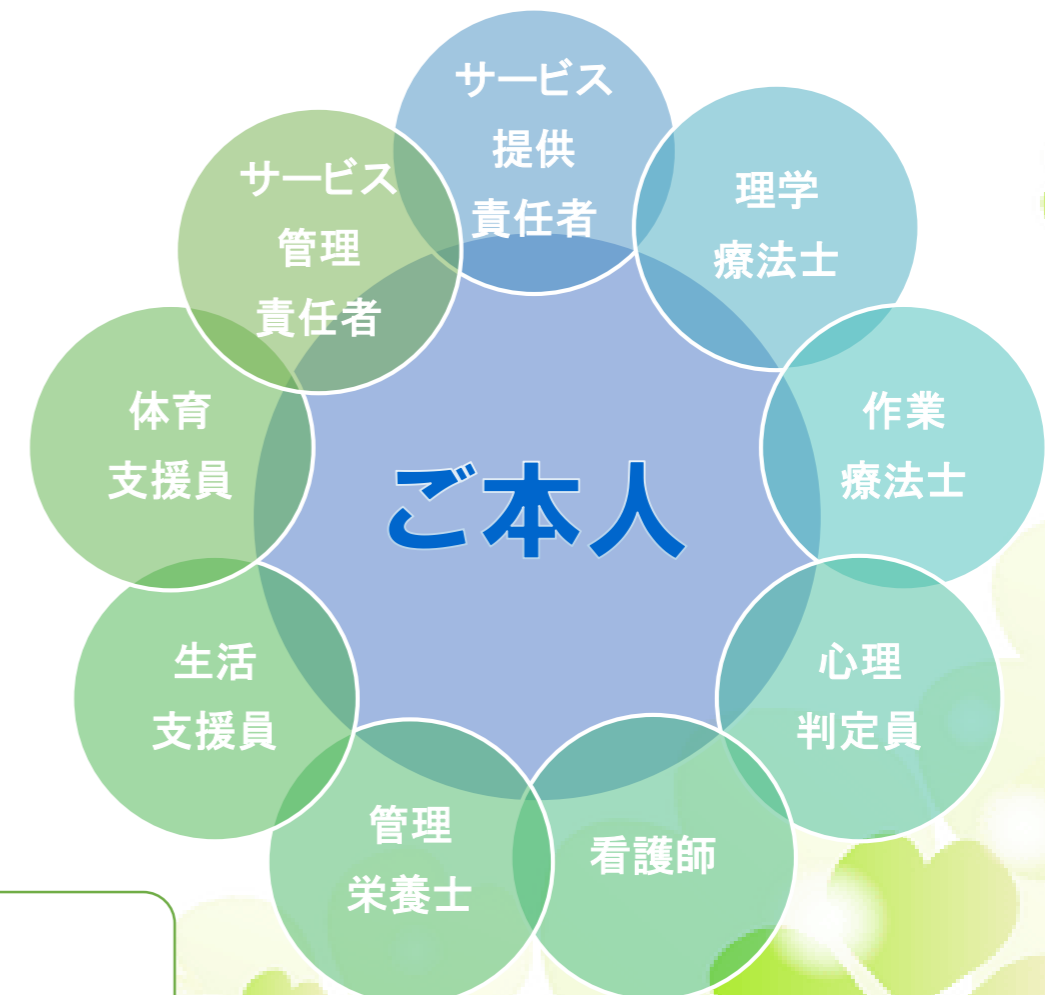 サービス
提供
責任者
理学
療法士
作業
療法士
心理
判定員
看護師
管理
栄養士
生活
支援員
体育
支援員
サービス
管理
責任者
ご本人